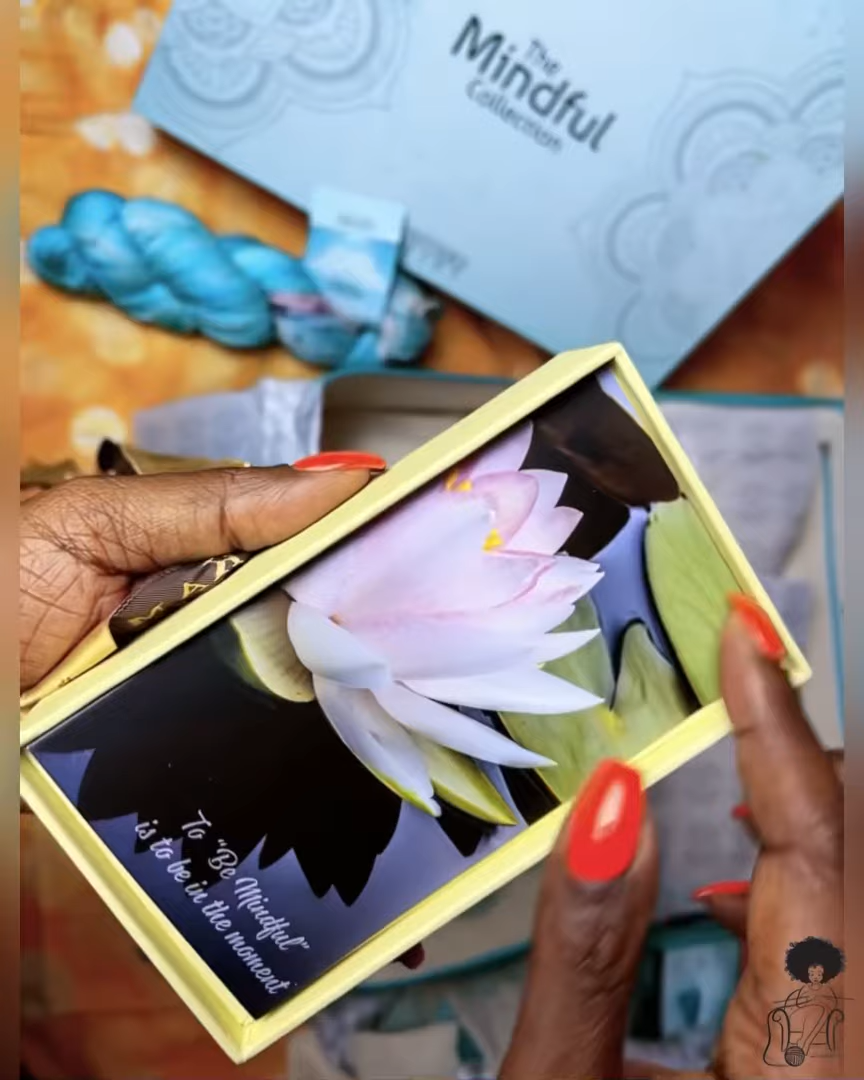 The
Mindful
Collection
To "Be Mindful"
is to be in the moment